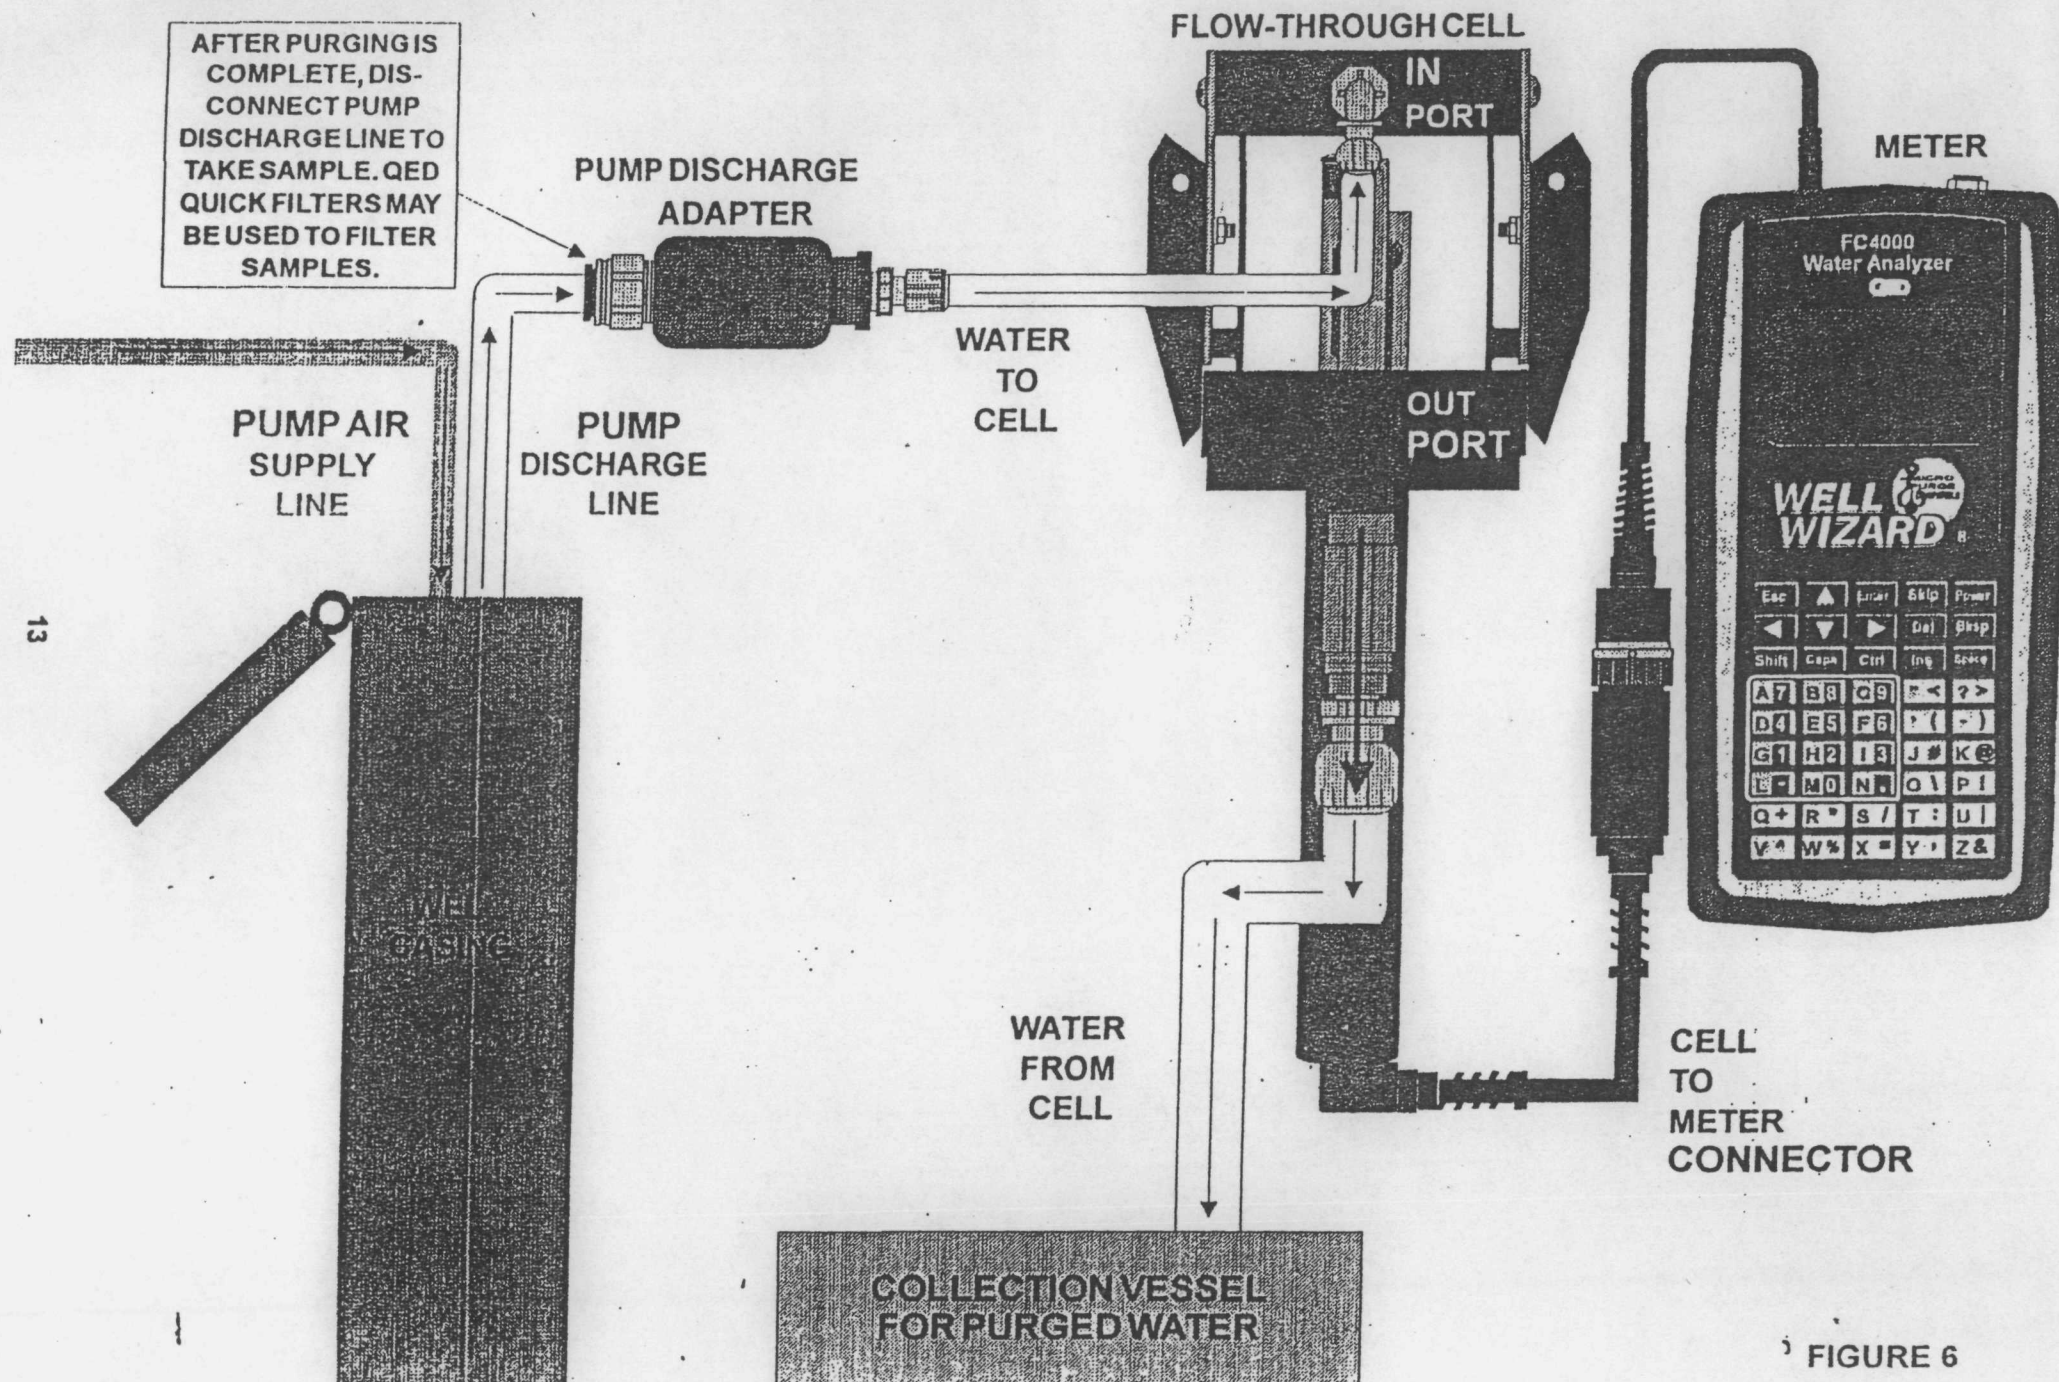 AFTER PURGING IS
COMPLETE, DIS-
CONNECT PUMP
DISCHARGE LINE TO
TAKE SAMPLE. QED
QUICK FILTERS MAY
BE USED TO FILTER
SAMPLES.
PUMP DISCHARGE
ADAPTER
FLOW-THROUGH CELL
IN
PORT
METER
FC4000
Water Analyzer
WATER
TO
CELL
OUT
PORT
PUMP AIR
SUPPLY
LINE
PUMP
DISCHARGE
LINE
MICRO
PURGE
WELL
WIZARD
Esc ▲ Enter Skip Power
◀ ▼ ▶ Del Bksp
Shift Caps Ctrl Ins Space
A7 B8 C9 < ? >
D4 E5 F6 ( )
G1 H2 I3 J# K@
L- M0 N. O\ P
Q+ R* S/ T: U|
V^ W% X= Y, Z&
13
WELL
CASING
WATER
FROM
CELL
CELL
TO
METER
CONNECTOR
COLLECTION VESSEL
FOR PURGED WATER
FIGURE 6